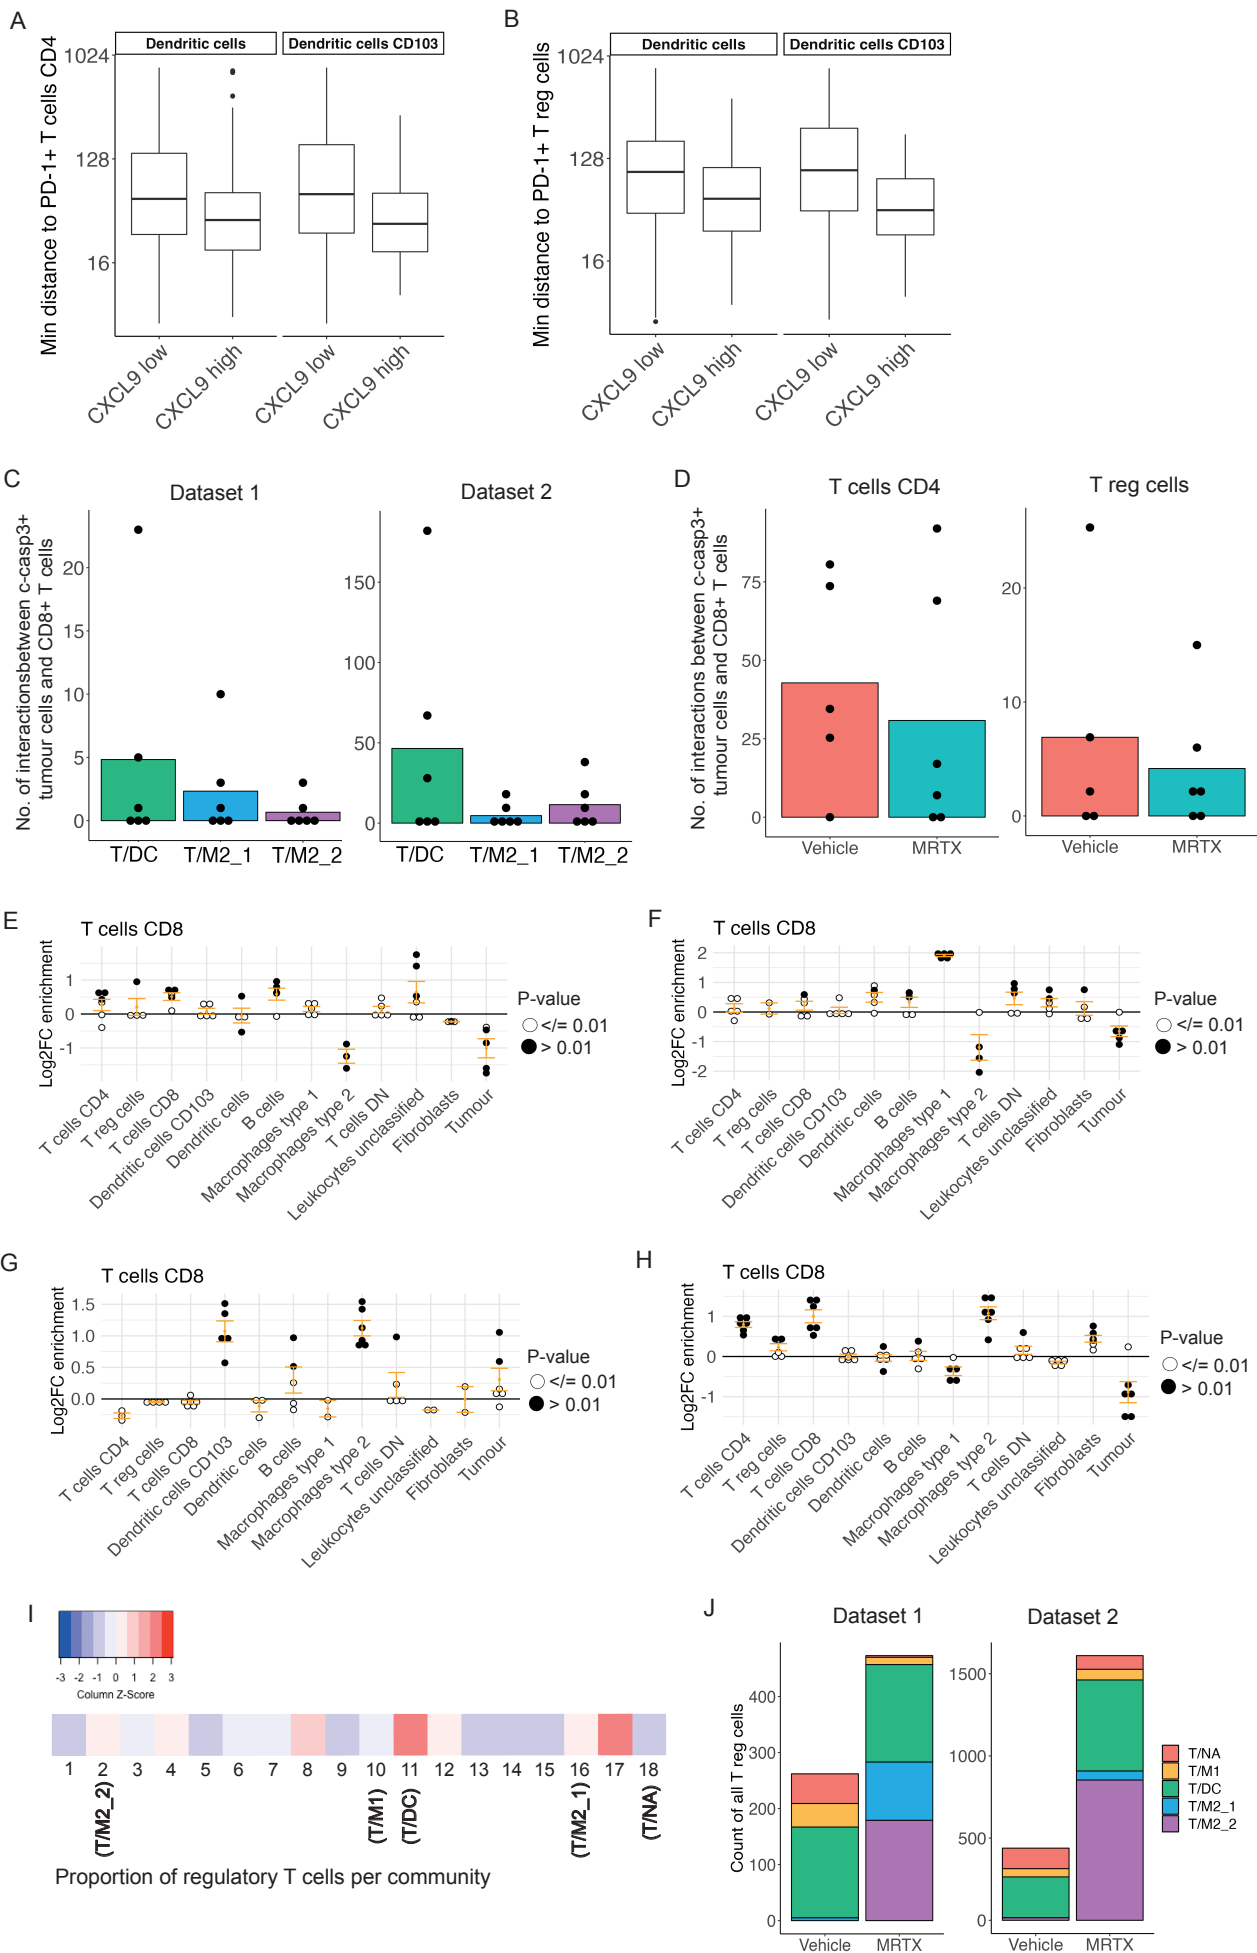 A
Dendritic cells
Dendritic cells CD103
Min distance to PD-1+ T cells CD4
1024
128
16
CXCL9 low
CXCL9 high
CXCL9 low
CXCL9 high
B
Dendritic cells
Dendritic cells CD103
Min distance to PD-1+ T reg cells
1024
128
16
CXCL9 low
CXCL9 high
CXCL9 low
CXCL9 high
C
Dataset 1
Dataset 2
No. of interactionsbetween c-casp3+
tumour cells and CD8+ T cells
20
15
10
5
0
T/DC
T/M2_1
T/M2_2
150
100
50
0
T/DC
T/M2_1
T/M2_2
D
T cells CD4
T reg cells
No. of interactions between c-casp3+
tumour cells and CD8+ T cells
75
50
25
0
Vehicle
MRTX
20
10
0
Vehicle
MRTX
E
T cells CD8
Log2FC enrichment
1
0
-1
T cells CD4
T reg cells
T cells CD8
Dendritic cells CD103
Dendritic cells
B cells
Macrophages type 1
Macrophages type 2
T cells DN
Leukocytes unclassified
Fibroblasts
Tumour
P-value
</= 0.01
> 0.01
F
T cells CD8
Log2FC enrichment
2
1
0
-1
-2
T cells CD4
T reg cells
T cells CD8
Dendritic cells CD103
Dendritic cells
B cells
Macrophages type 1
Macrophages type 2
T cells DN
Leukocytes unclassified
Fibroblasts
Tumour
P-value
</= 0.01
> 0.01
G
T cells CD8
Log2FC enrichment
1.5
1.0
0.5
0.0
T cells CD4
T reg cells
T cells CD8
Dendritic cells CD103
Dendritic cells
B cells
Macrophages type 1
Macrophages type 2
T cells DN
Leukocytes unclassified
Fibroblasts
Tumour
P-value
</= 0.01
> 0.01
H
T cells CD8
Log2FC enrichment
1
0
-1
T cells CD4
T reg cells
T cells CD8
Dendritic cells CD103
Dendritic cells
B cells
Macrophages type 1
Macrophages type 2
T cells DN
Leukocytes unclassified
Fibroblasts
Tumour
P-value
</= 0.01
> 0.01
I
-3 -2 -1 0 1 2 3
Column Z-Score
1 2 3 4 5 6 7 8 9 10 11 12 13 14 15 16 17 18
(T/M2_2)
(T/M1)
(T/DC)
(T/M2_1)
(T/NA)
Proportion of regulatory T cells per community
J
Dataset 1
Dataset 2
Count of all T reg cells
400
300
200
100
0
Vehicle
MRTX
1500
1000
500
0
Vehicle
MRTX
T/NA
T/M1
T/DC
T/M2_1
T/M2_2